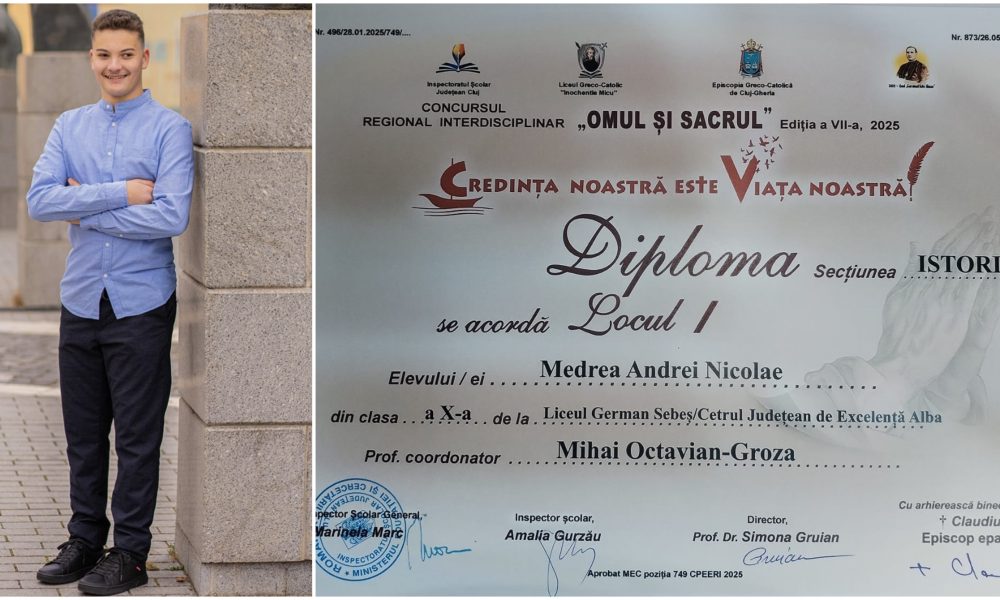 Nr. 496/28.01.2025/749/....
Nr. 873/26.05
Inspectoratul Școlar
Județean Cluj
Liceul Greco-Catolic
"Inochentie Micu"
Episcopia Greco-Catolică
de Cluj-Gherla
CONCURSUL
REGIONAL INTERDISCIPLINAR „OMUL ȘI SACRUL" Ediția a VII-a, 2025
CREDINȚA NOASTRĂ ESTE VIAȚA NOASTRĂ!
Diploma Secțiunea ISTORI
se acordă Locul I
Elevului / ei Medrea Andrei Nicolae
din clasa a X-a de la Liceul German Sebeș/Cetrul Județean de Excelență Alba
Prof. coordonator Mihai Octavian-Groza
Cu arhierească bine
nspector Școlar General,
Marinela Marc
Inspector școlar,
Amalia Gurzău
Director,
Prof. Dr. Simona Gruian
† Claudiu
Episcop epa
Aprobat MEC poziția 749 CPEERI 2025